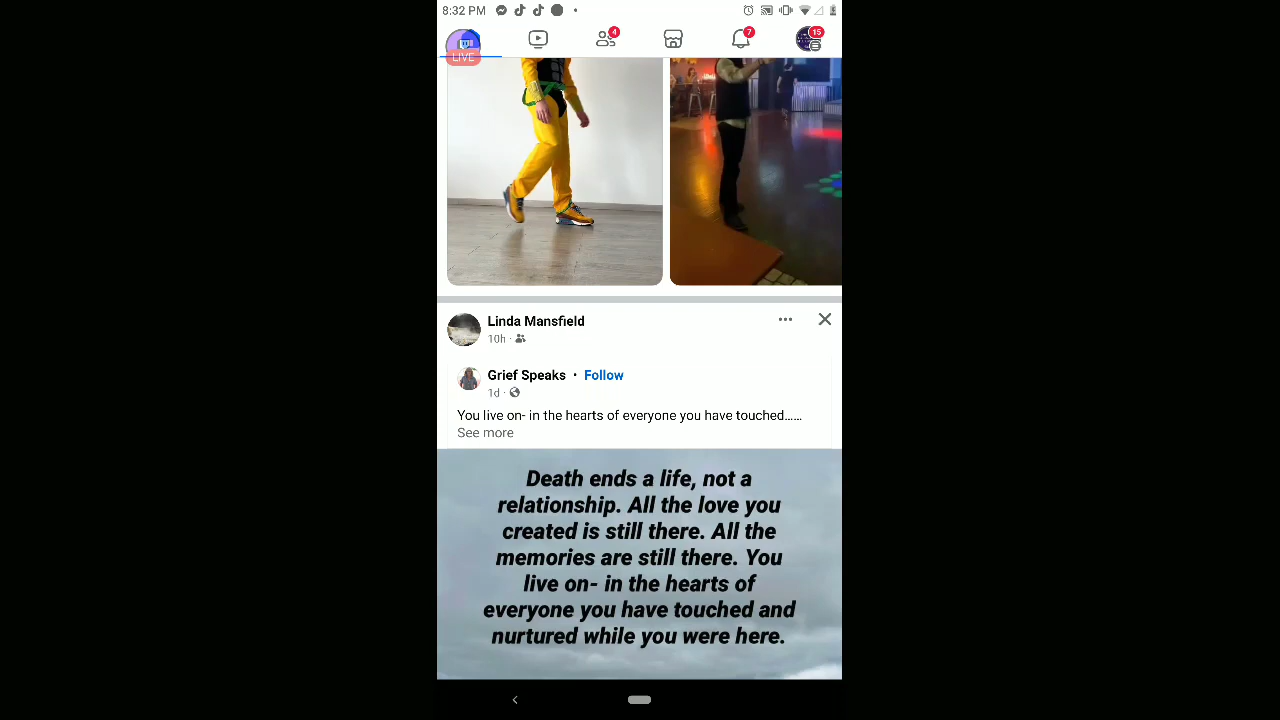 8:32 PM
LIVE
4
7
15
Linda Mansfield
10h ·
Grief Speaks · Follow
1d ·
You live on- in the hearts of everyone you have touched......
See more
Death ends a life, not a
relationship. All the love you
created is still there. All the
memories are still there. You
live on- in the hearts of
everyone you have touched and
nurtured while you were here.